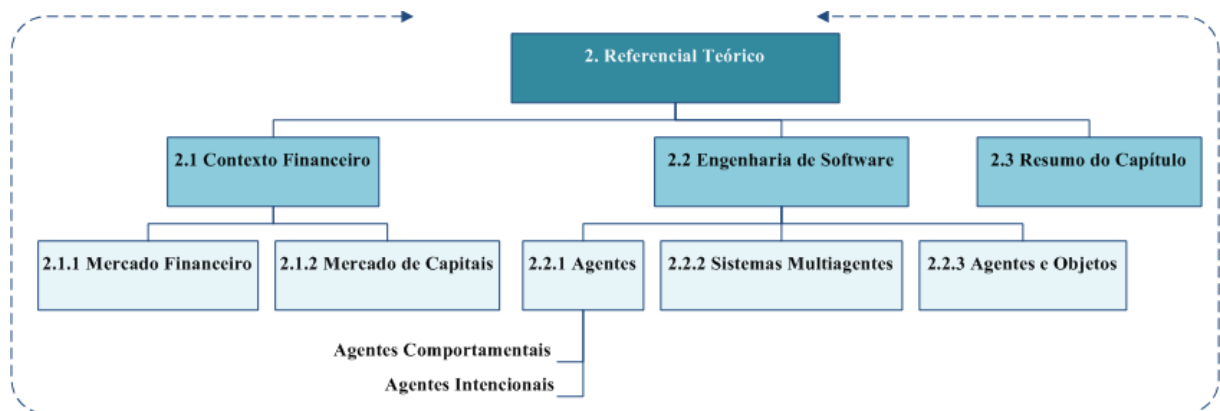 2. Referencial Teórico
2.1 Contexto Financeiro
2.2 Engenharia de Software
2.3 Resumo do Capítulo
2.1.1 Mercado Financeiro
2.1.2 Mercado de Capitais
2.2.1 Agentes
2.2.2 Sistemas Multiagentes
2.2.3 Agentes e Objetos
Agentes Comportamentais
Agentes Intencionais